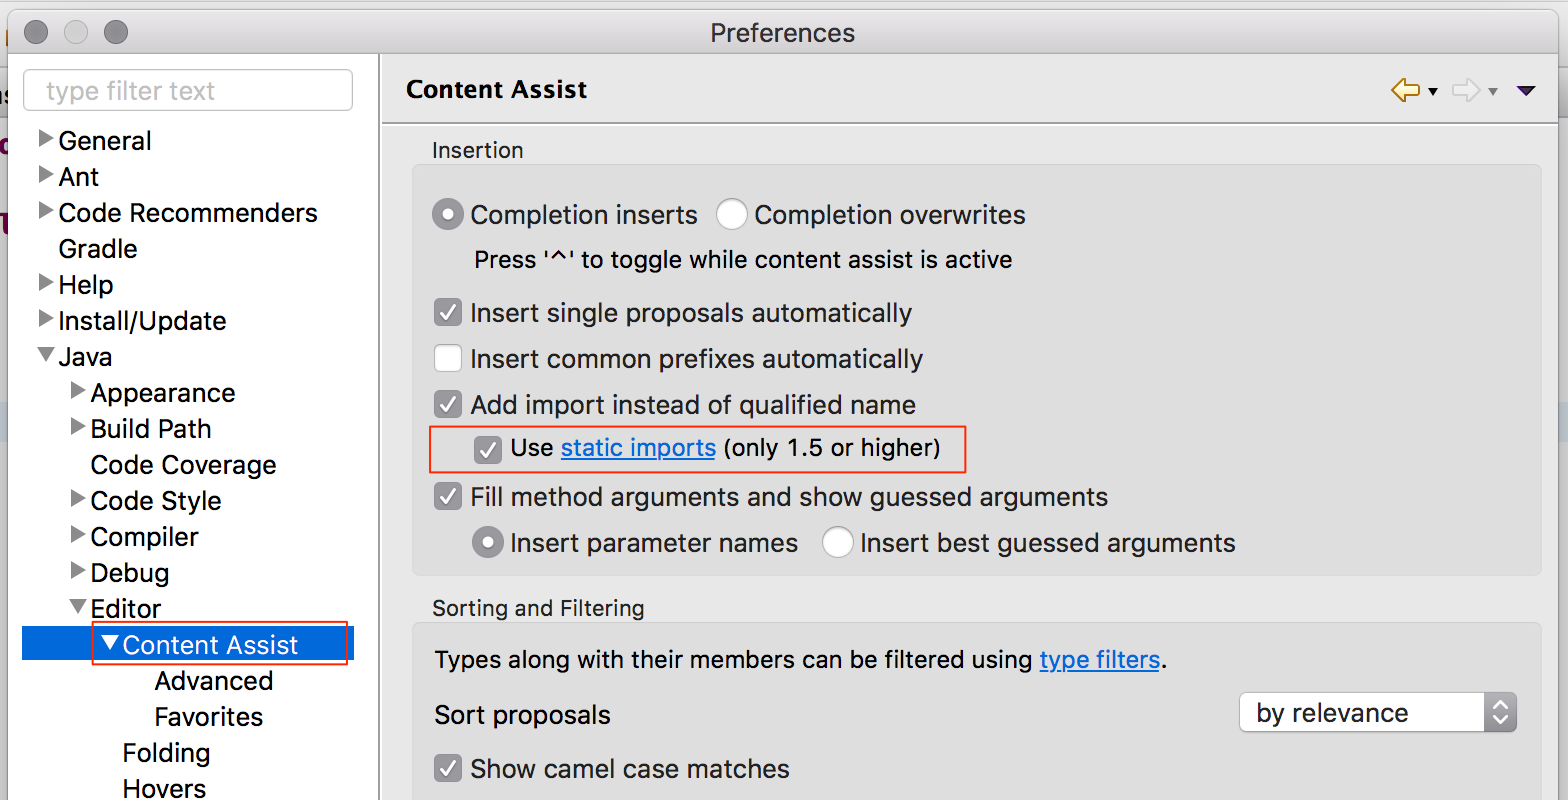 Preferences
type filter text
General
Ant
Code Recommenders
Gradle
Help
Install/Update
Java
Appearance
Build Path
Code Coverage
Code Style
Compiler
Debug
Editor
Content Assist
Advanced
Favorites
Folding
Hovers
Content Assist
Insertion
Completion inserts Completion overwrites
Press '^' to toggle while content assist is active
Insert single proposals automatically
Insert common prefixes automatically
Add import instead of qualified name
Use static imports (only 1.5 or higher)
Fill method arguments and show guessed arguments
Insert parameter names Insert best guessed arguments
Sorting and Filtering
Types along with their members can be filtered using type filters.
Sort proposals by relevance
Show camel case matches